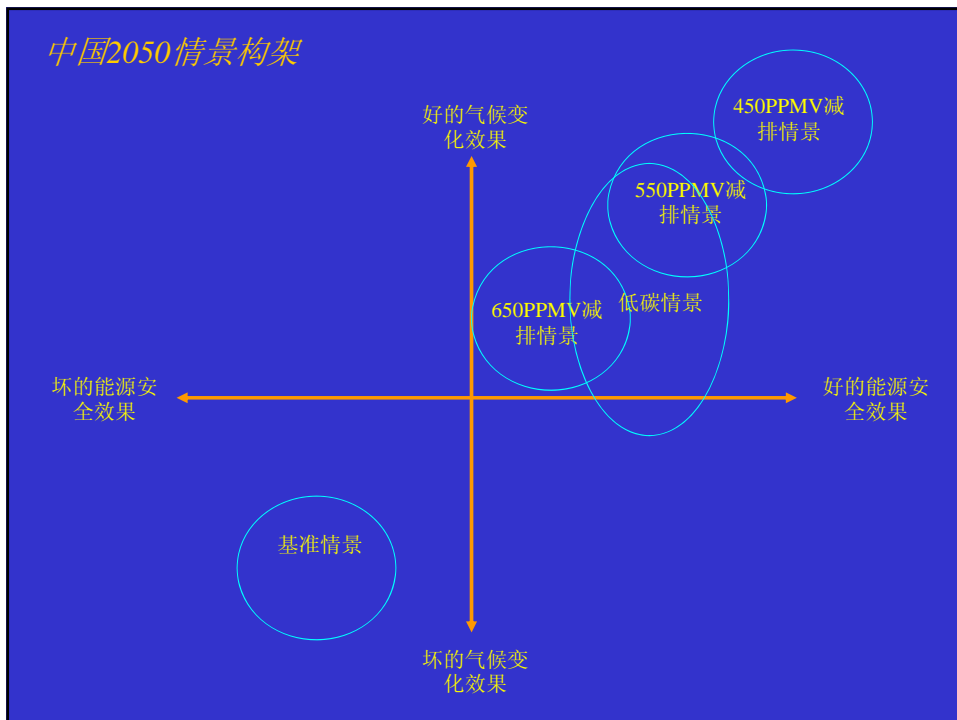 中国2050情景构架
450PPMV减
排情景
好的气候变
化效果
550PPMV减
排情景
650PPMV减
排情景
低碳情景
坏的能源安
全效果
好的能源安
全效果
基准情景
坏的气候变
化效果